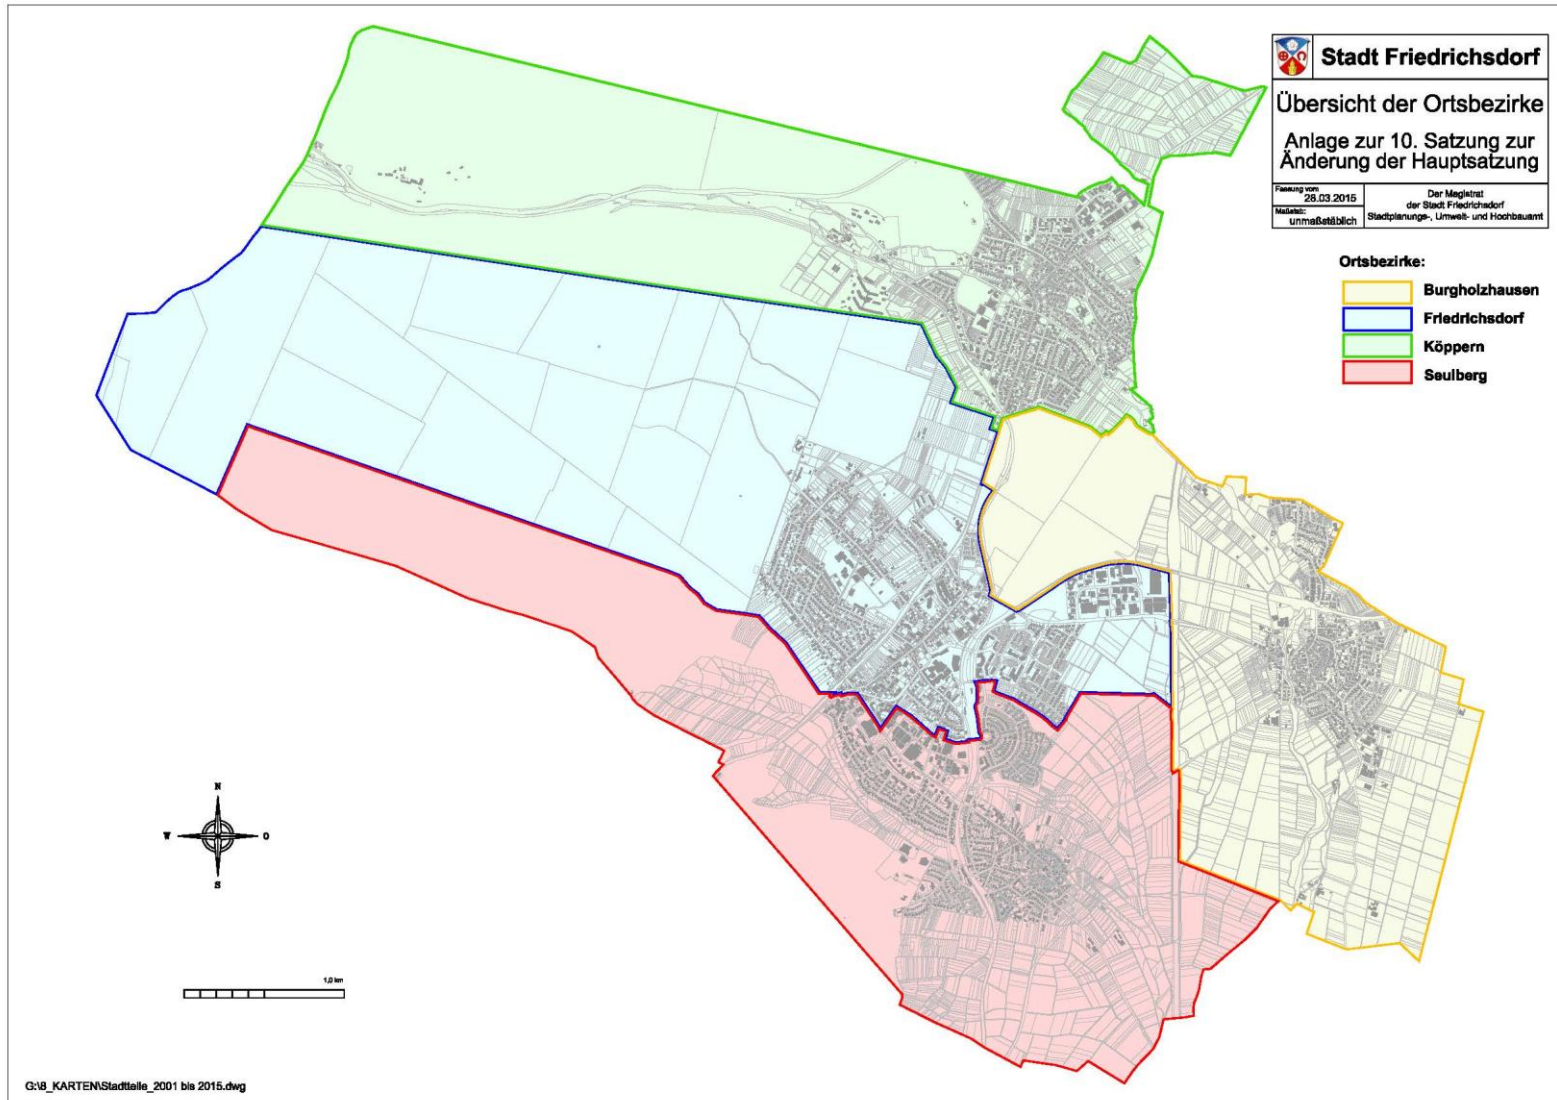 Stadt Friedrichsdorf
Übersicht der Ortsbezirke
Anlage zur 10. Satzung zur
Änderung der Hauptsatzung
Fassung vom
28.03.2015
Maßstab:
unmaßstäblich
Der Magistrat
der Stadt Friedrichsdorf
Stadtplanungs-, Umwelt- und Hochbauamt
Ortsbezirke:
Burgholzhausen
Friedrichsdorf
Köppern
Seulberg
N
W
O
S
1,0 km
G:\8_KARTEN\Stadtteile_2001 bis 2015.dwg